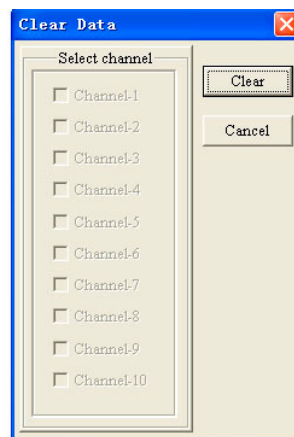 Clear Data
Select channel
Channel-1
Channel-2
Channel-3
Channel-4
Channel-5
Channel-6
Channel-7
Channel-8
Channel-9
Channel-10
Clear
Cancel